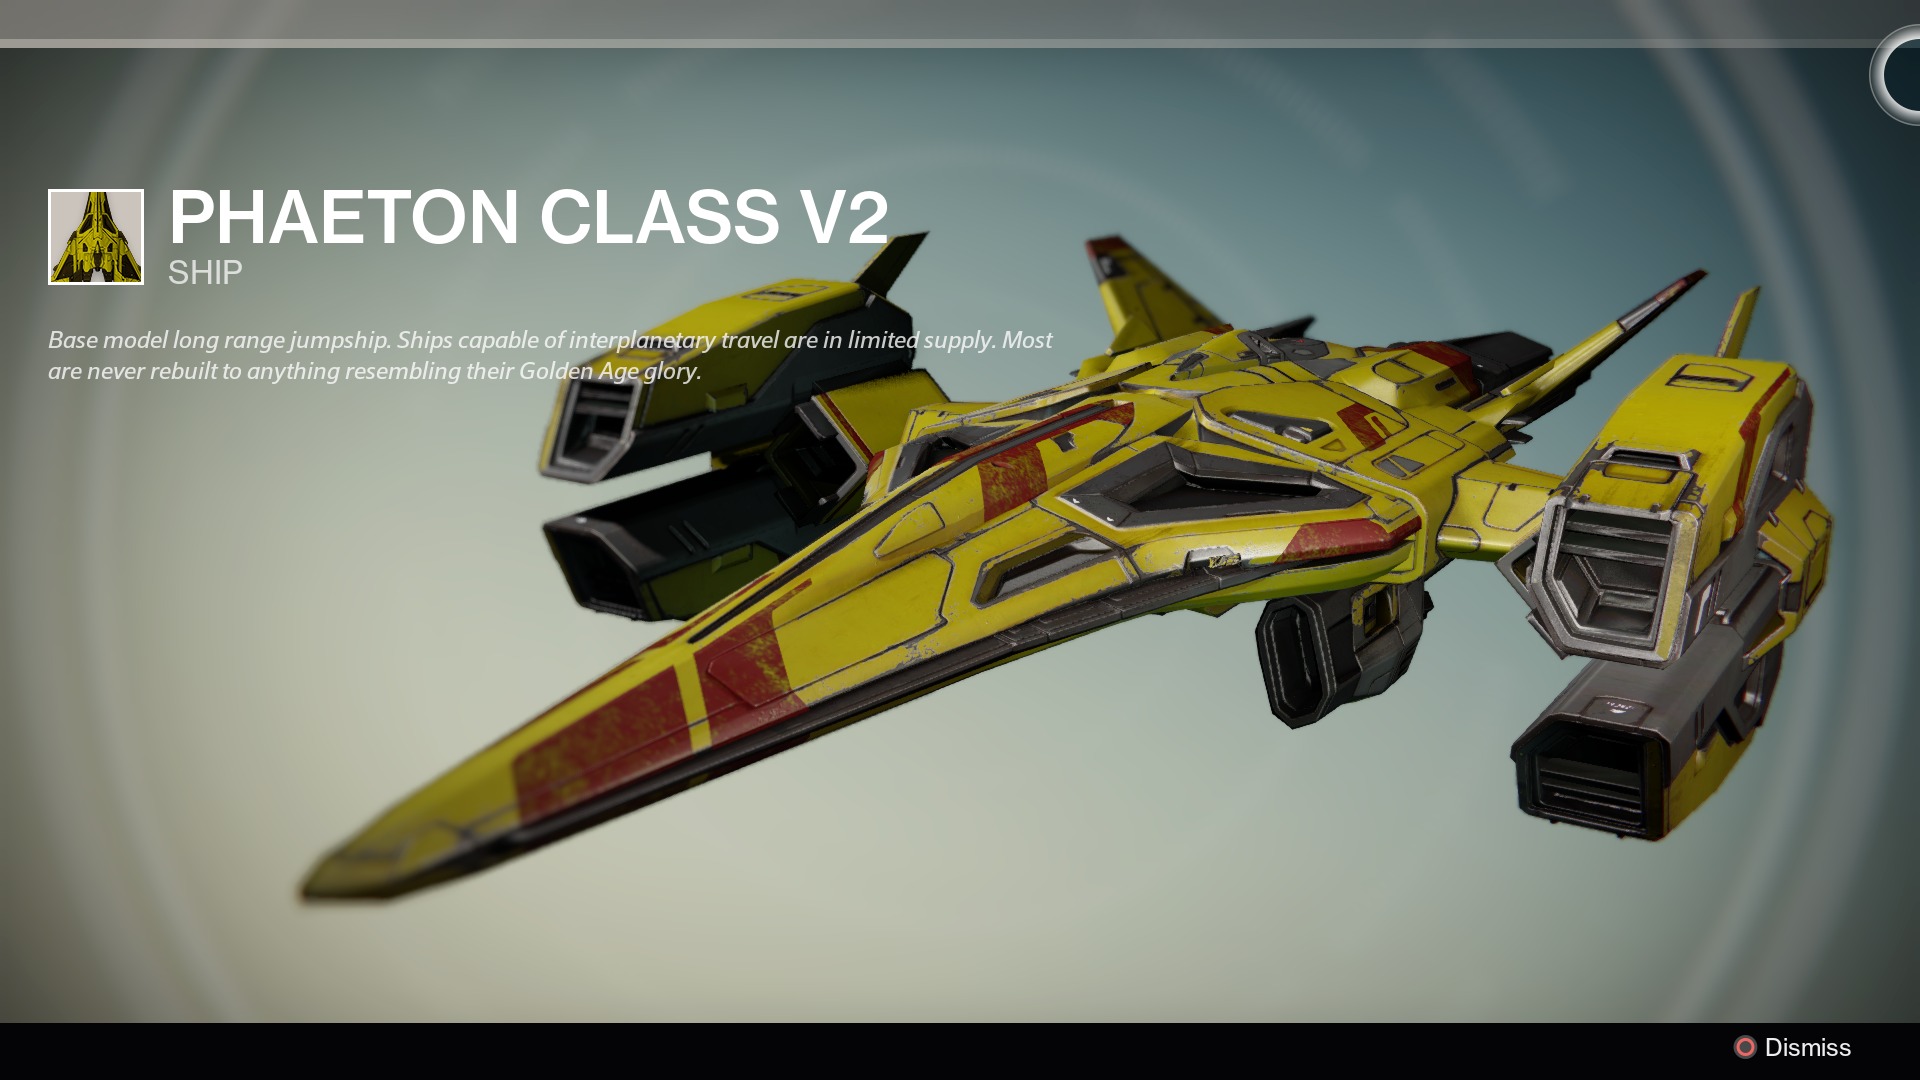 PHAETON CLASS V2
SHIP
Base model long range jumpship. Ships capable of interplanetary travel are in limited supply. Most
are never rebuilt to anything resembling their Golden Age glory.
Dismiss